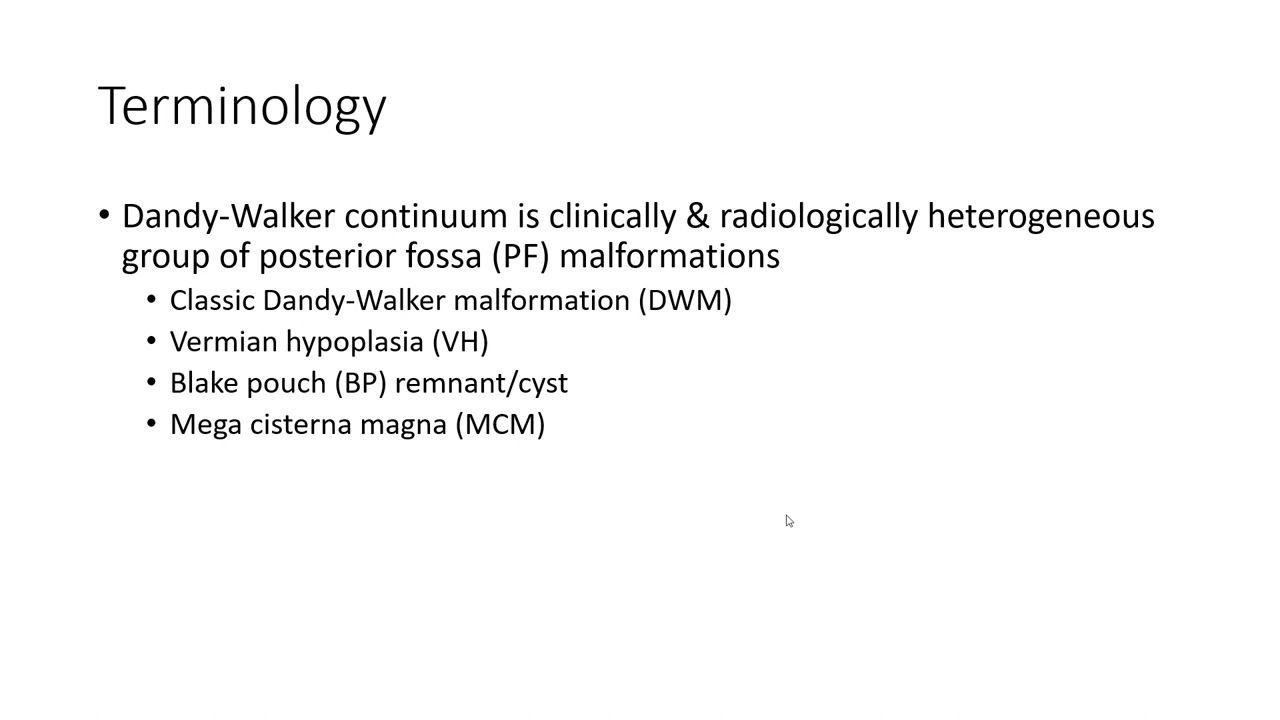 Terminology
• Dandy-Walker continuum is clinically & radiologically heterogeneous
group of posterior fossa (PF) malformations
• Classic Dandy-Walker malformation (DWM)
• Vermian hypoplasia (VH)
• Blake pouch (BP) remnant/cyst
• Mega cisterna magna (MCM)